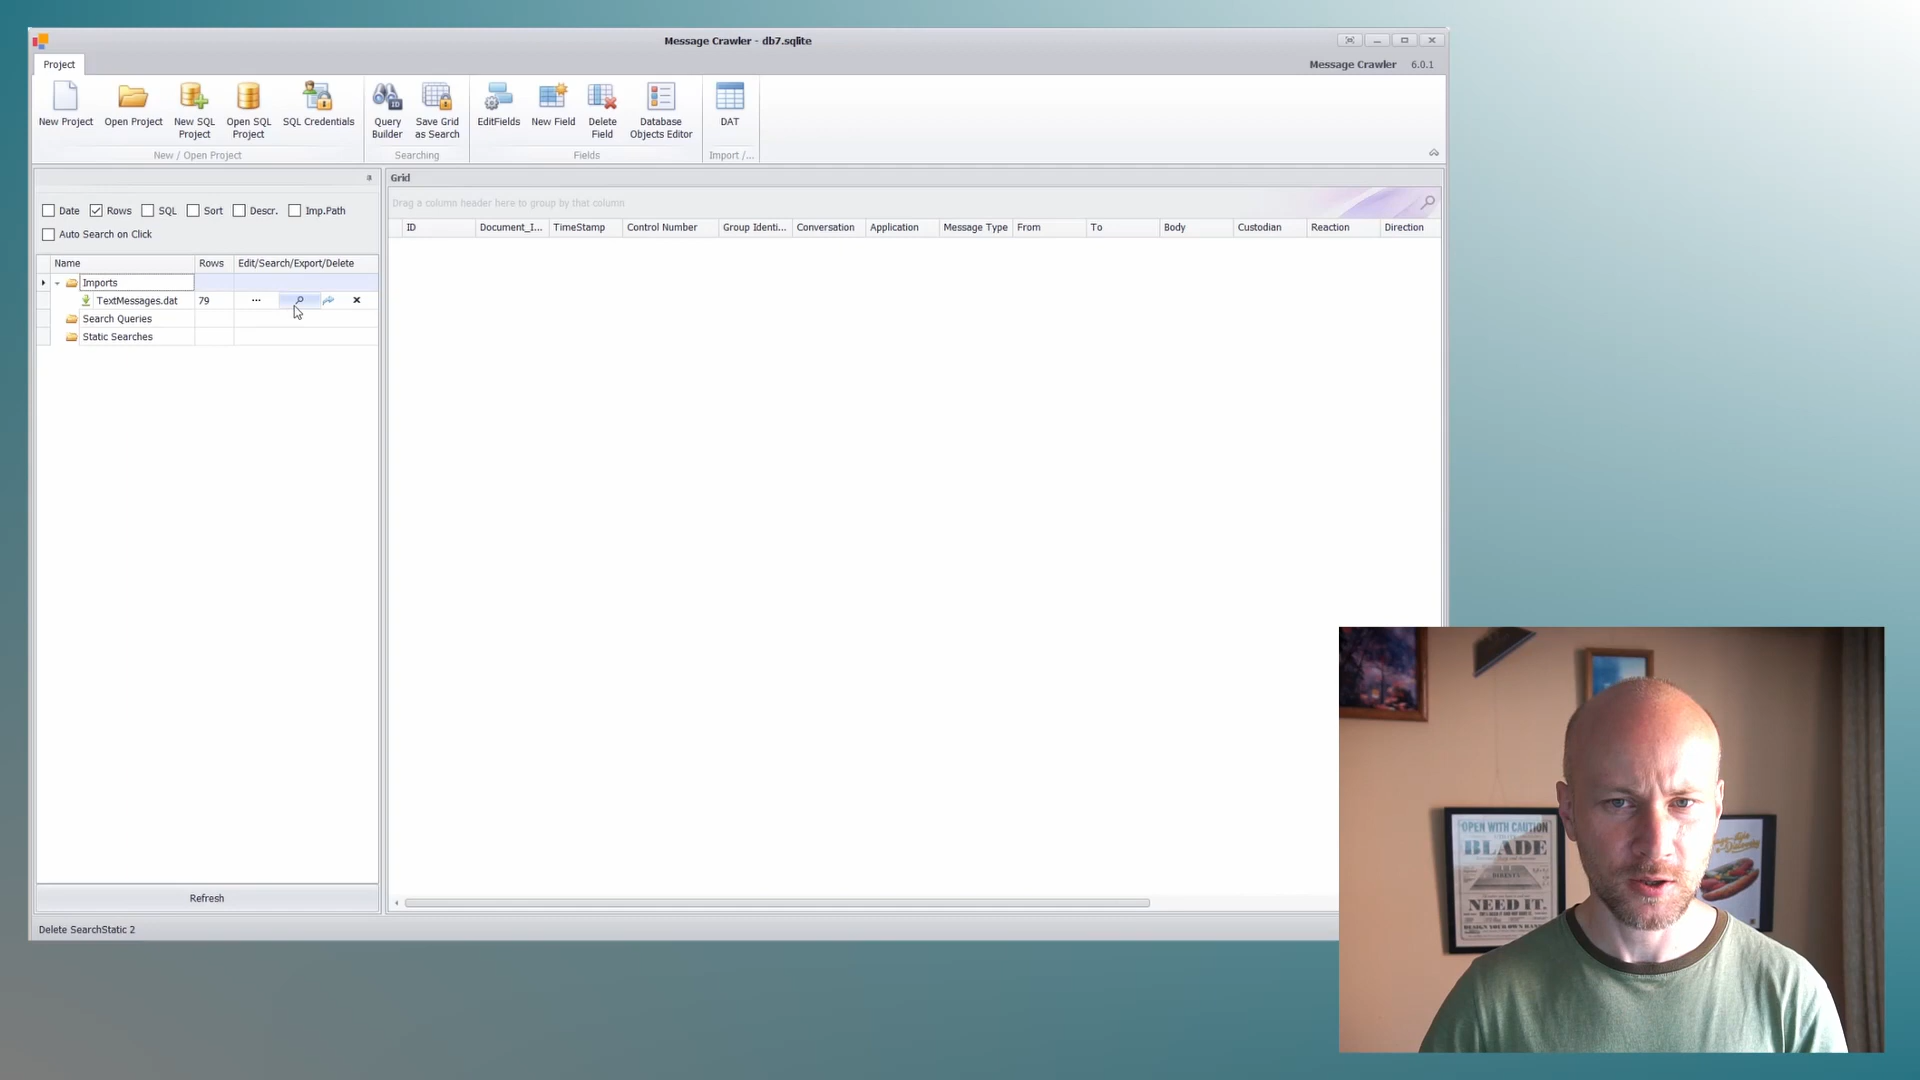 Message Crawler - db7.sqlite
Project
Message Crawler 6.0.1
New Project
Open Project
New SQL
Project
Open SQL
Project
SQL Credentials
Query
Builder
Save Grid
as Search
EditFields
New Field
Delete
Field
Database
Objects Editor
DAT
New / Open Project
Searching
Fields
Import /...
Grid
Drag a column header here to group by that column
Date Rows SQL Sort Descr. Imp.Path
Auto Search on Click
Name Rows Edit/Search/Export/Delete
Imports
TextMessages.dat 79 ...
Search Queries
Static Searches
ID Document_I... TimeStamp Control Number Group Identi... Conversation Application Message Type From To Body Custodian Reaction Direction
Refresh
Delete SearchStatic 2
OPEN WITH CAUTION
BLADE
NEED IT.